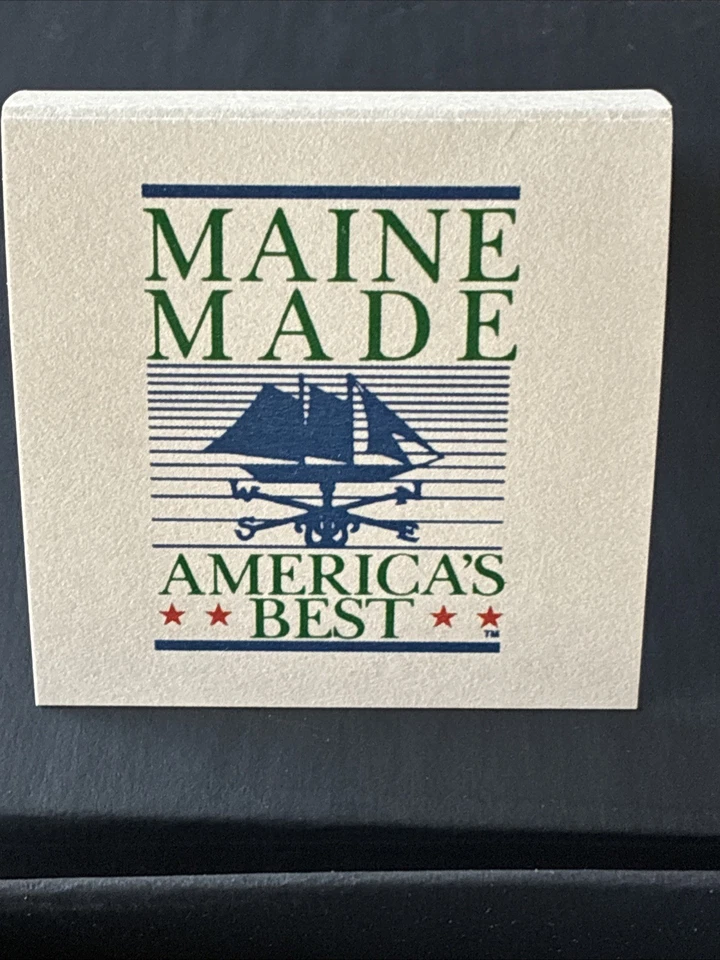 MAINE
MADE
W N
S E
AMERICA'S
★ ★ BEST ★ ★
TM